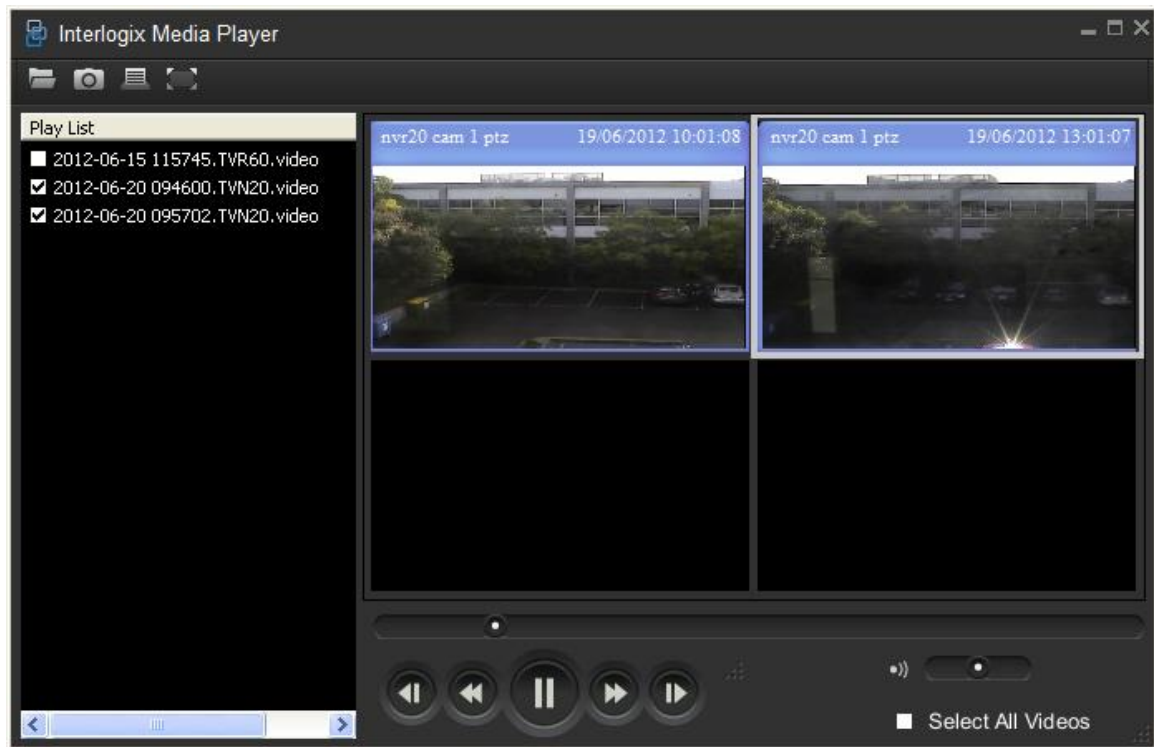 Interlogix Media Player
Play List
2012-06-15 115745.TVR60.video
2012-06-20 094600.TVN20.video
2012-06-20 095702.TVN20.video
nvr20 cam 1 ptz 19/06/2012 10:01:08
nvr20 cam 1 ptz 19/06/2012 13:01:07
Select All Videos